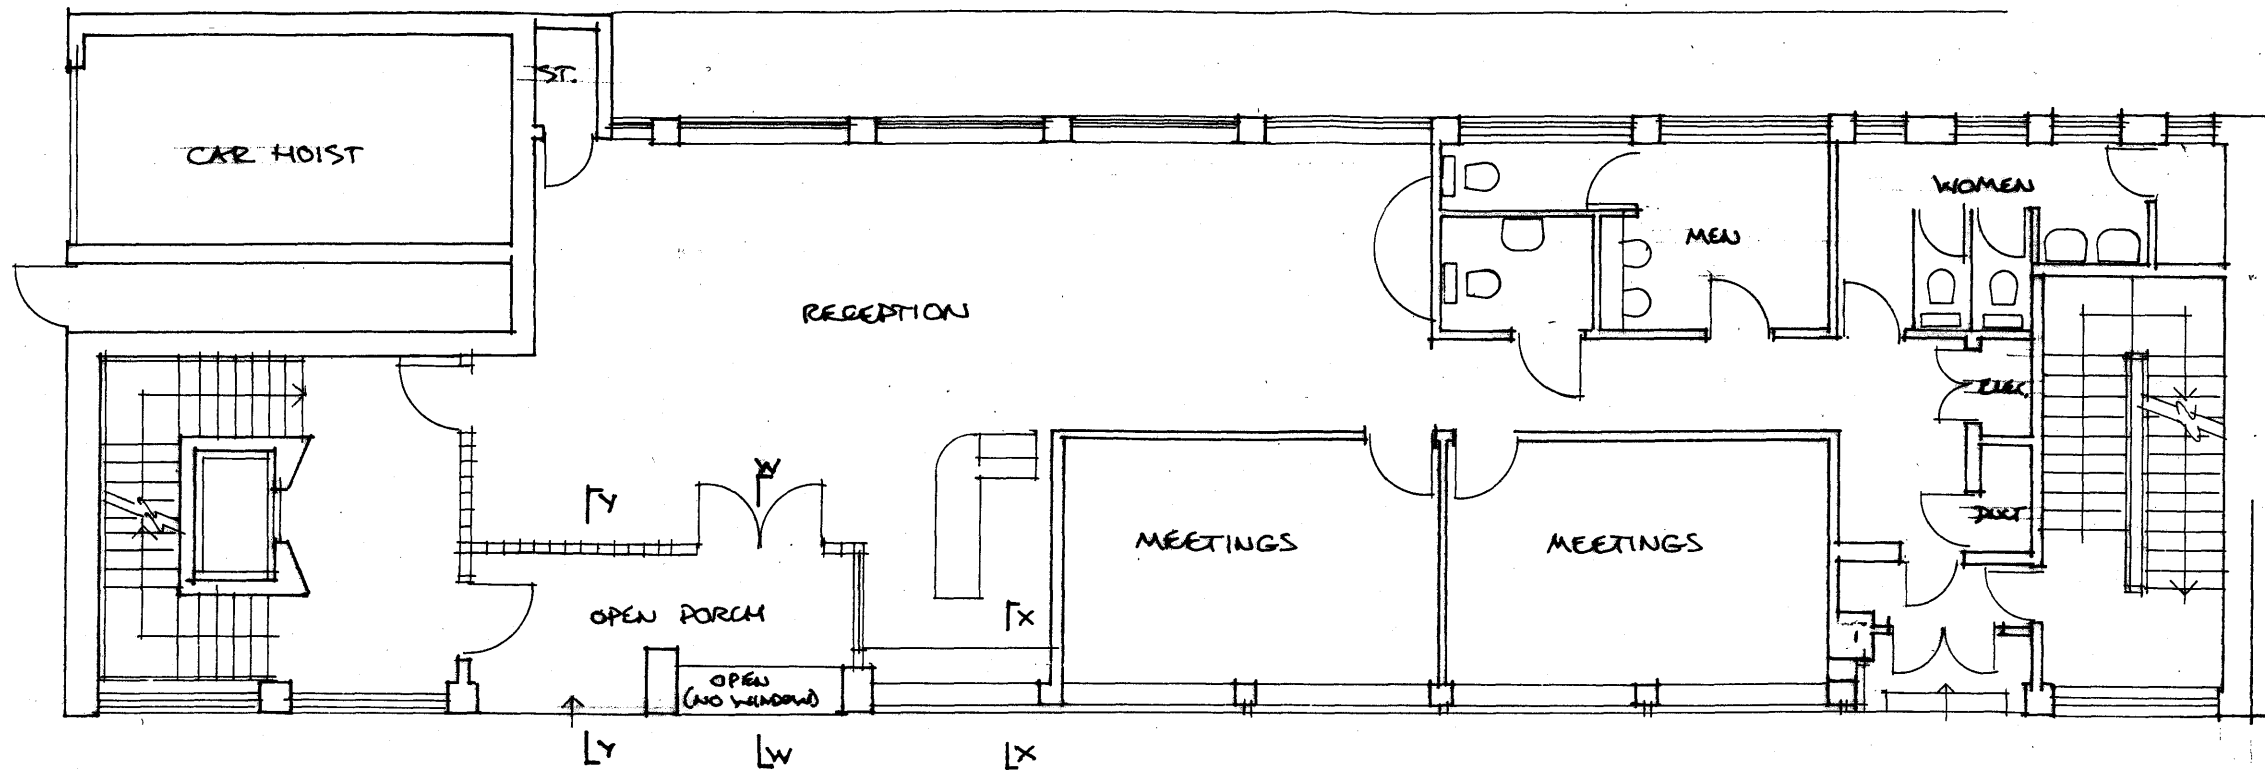 ST.
CAR HOIST
WOMEN
MEN
RECEPTION
ELEC.
W
Y
DUCT
MEETINGS
MEETINGS
OPEN PORCH
X
OPEN
(NO WINDOW)
Y
W
X